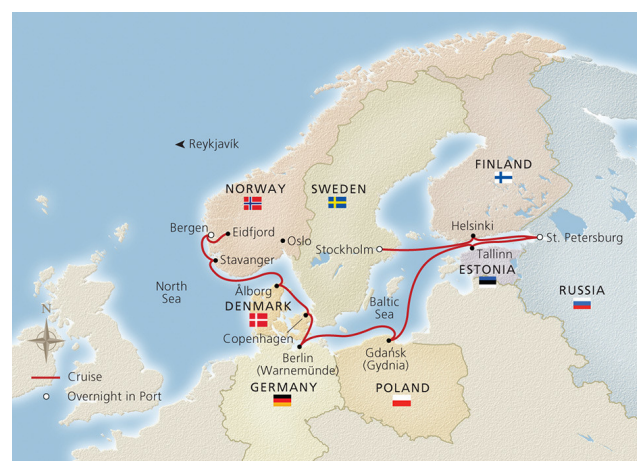 Reykjavík
FINLAND
NORWAY
SWEDEN
Bergen
Eidfjord
Oslo
Helsinki
Stockholm
St. Petersburg
Tallinn
Stavanger
ESTONIA
North
Sea
Ålborg
RUSSIA
DENMARK
Baltic
Sea
N
Copenhagen
Berlin
(Warnemünde)
Gdańsk
(Gydnia)
Cruise
GERMANY
POLAND
Overnight in Port